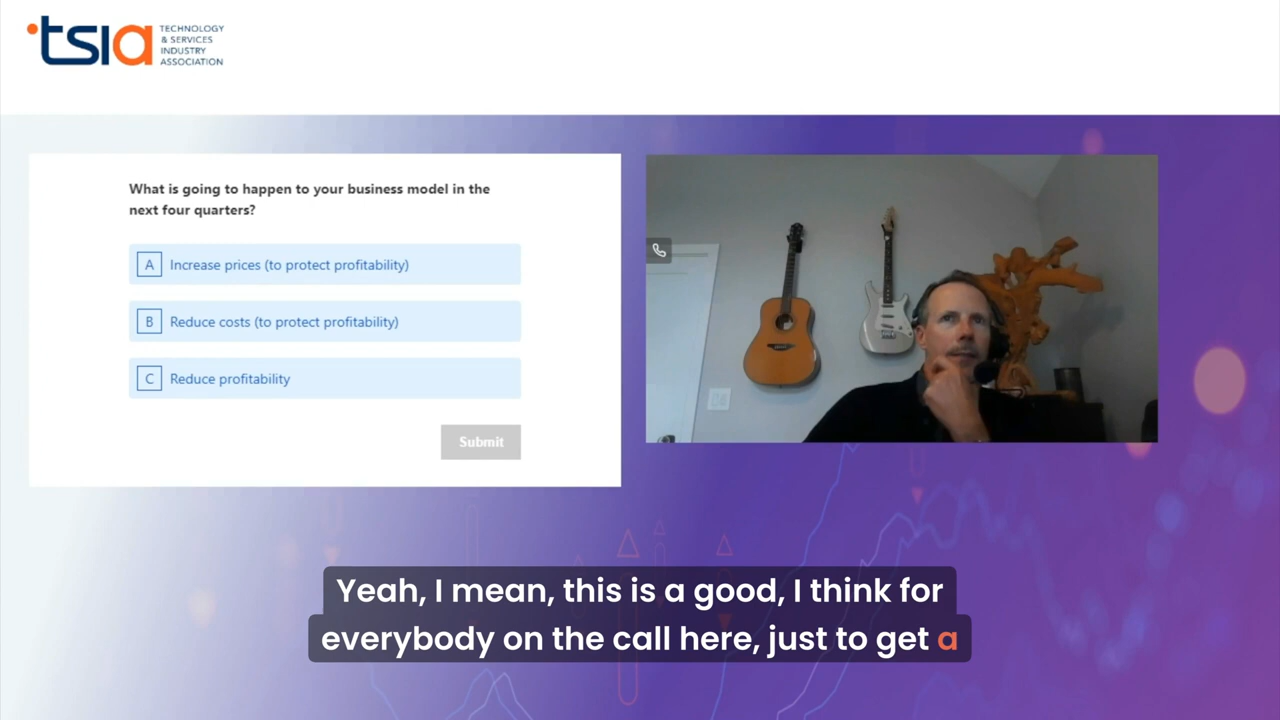 tsia
TECHNOLOGY
& SERVICES
INDUSTRY
ASSOCIATION
What is going to happen to your business model in the
next four quarters?
A Increase prices (to protect profitability)
B Reduce costs (to protect profitability)
C Reduce profitability
Submit
Yeah, I mean, this is a good, I think for
everybody on the call here, just to get a